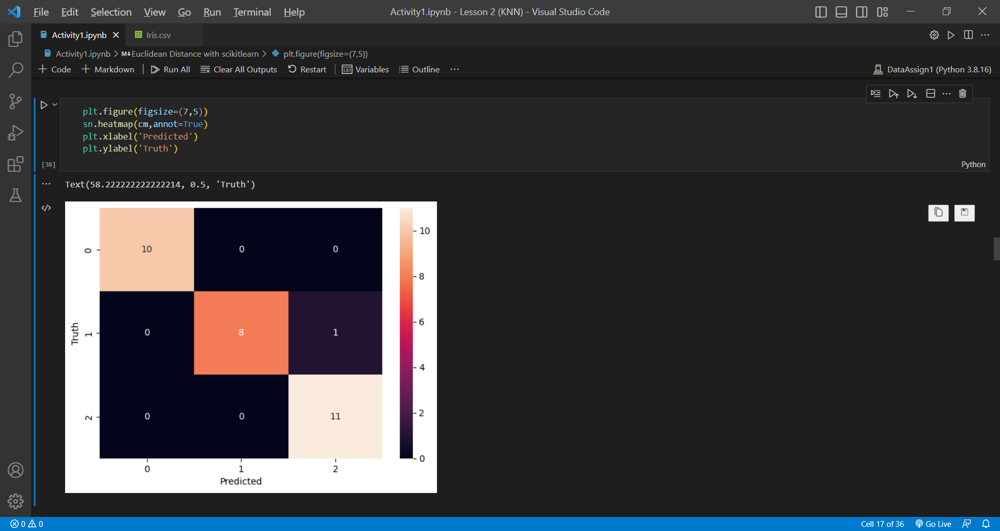 File Edit Selection View Go Run Terminal Help
Activity1.ipynb - Lesson 2 (KNN) - Visual Studio Code
Activity1.ipynb
Iris.csv
Activity1.ipynb > M↓Euclidean Distance with scikitlearn > plt.figure(figsize=(7,5))
+ Code + Markdown | Run All Clear All Outputs Restart | Variables Outline ...
DataAssign1 (Python 3.8.16)
plt.figure(figsize=(7,5))
sn.heatmap(cm,annot=True)
plt.xlabel('Predicted')
plt.ylabel('Truth')
[38]
Python
Text(58.222222222222214, 0.5, 'Truth')
10 0 0
0 8 1
0 0 11
0
1
2
Truth
0 1 2
Predicted
10
8
6
4
2
0
0 0
Cell 17 of 36 Go Live